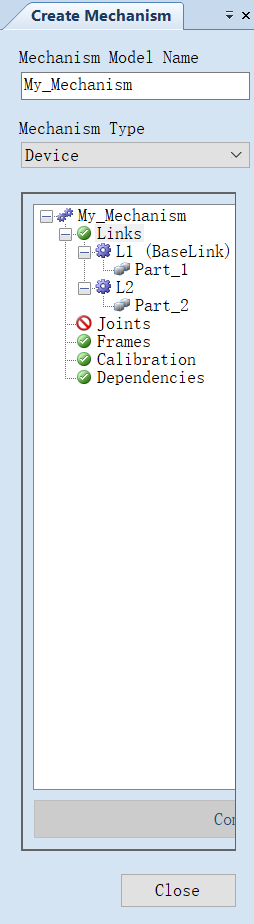 Create Mechanism
Mechanism Model Name
My_Mechanism
Mechanism Type
Device
My_Mechanism
Links
L1 (BaseLink)
Part_1
L2
Part_2
Joints
Frames
Calibration
Dependencies
Close